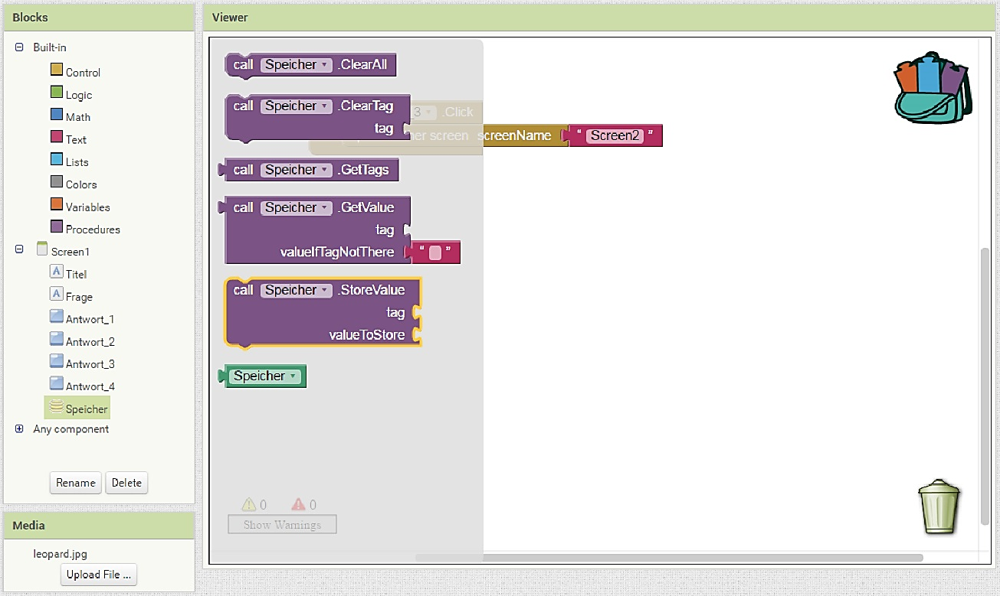 Blocks
Built-in
Control
Logic
Math
Text
Lists
Colors
Variables
Procedures
Screen1
Titel
Frage
Antwort_1
Antwort_2
Antwort_3
Antwort_4
Speicher
Any component
Rename Delete
Media
leopard.jpg
Upload File ...
Viewer
call Speicher .ClearAll
call Speicher .ClearTag
tag
3 .Click
her screen screenName “ Screen2 ”
call Speicher .GetTags
call Speicher .GetValue
tag
valueIfTagNotThere “ ”
call Speicher .StoreValue
tag
valueToStore
Speicher
0 0
Show Warnings